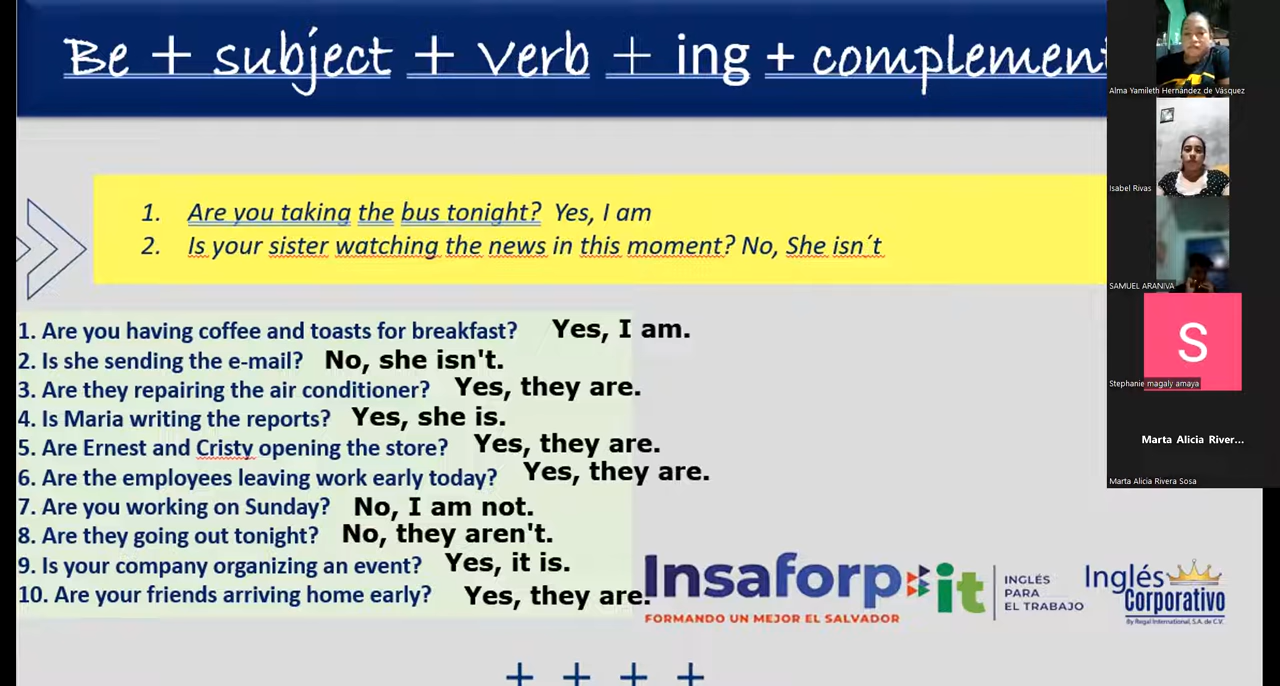 Be + subject + verb + ing + complement
1. Are you taking the bus tonight? Yes, I am
2. Is your sister watching the news in this moment? No, She isn´t
1. Are you having coffee and toasts for breakfast? Yes, I am.
2. Is she sending the e-mail? No, she isn't.
3. Are they repairing the air conditioner? Yes, they are.
4. Is Maria writing the reports? Yes, she is.
5. Are Ernest and Cristy opening the store? Yes, they are.
6. Are the employees leaving work early today? Yes, they are.
7. Are you working on Sunday? No, I am not.
8. Are they going out tonight? No, they aren't.
9. Is your company organizing an event? Yes, it is.
10. Are your friends arriving home early? Yes, they are.
Insaforp
FORMANDO UN MEJOR EL SALVADOR
it
INGLÉS
PARA
EL TRABAJO
Inglés
Corporativo
By Regal International, S.A. de C.V.
Alma Yamileth Hernandez de Vásquez
Isabel Rivas
SAMUEL ARANIVA
S
Stephanie magaly amaya
Marta Alicia River...
Marta Alicia Rivera Sosa